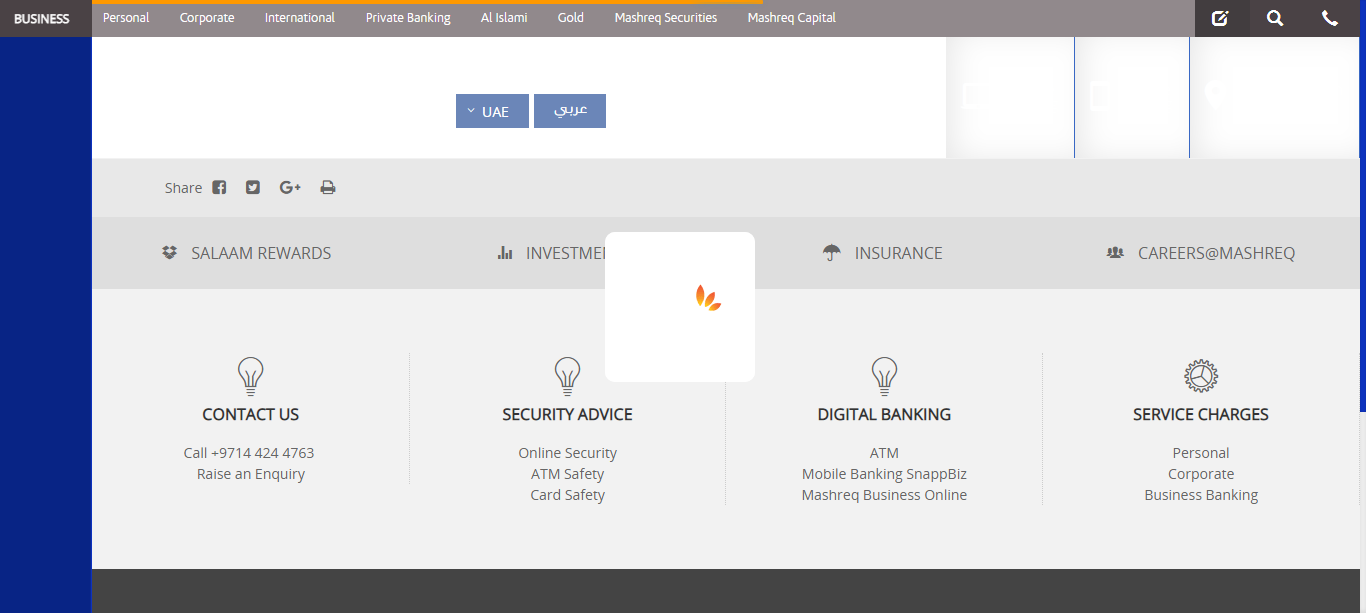 BUSINESS
Personal
Corporate
International
Private Banking
Al Islami
Gold
Mashreq Securities
Mashreq Capital
UAE
عربي
Share
SALAAM REWARDS
INSURANCE
CAREERS@MASHREQ
CONTACT US
Call +9714 424 4763
Raise an Enquiry
SECURITY ADVICE
Online Security
ATM Safety
Card Safety
DIGITAL BANKING
ATM
Mobile Banking SnappBiz
Mashreq Business Online
SERVICE CHARGES
Personal
Corporate
Business Banking